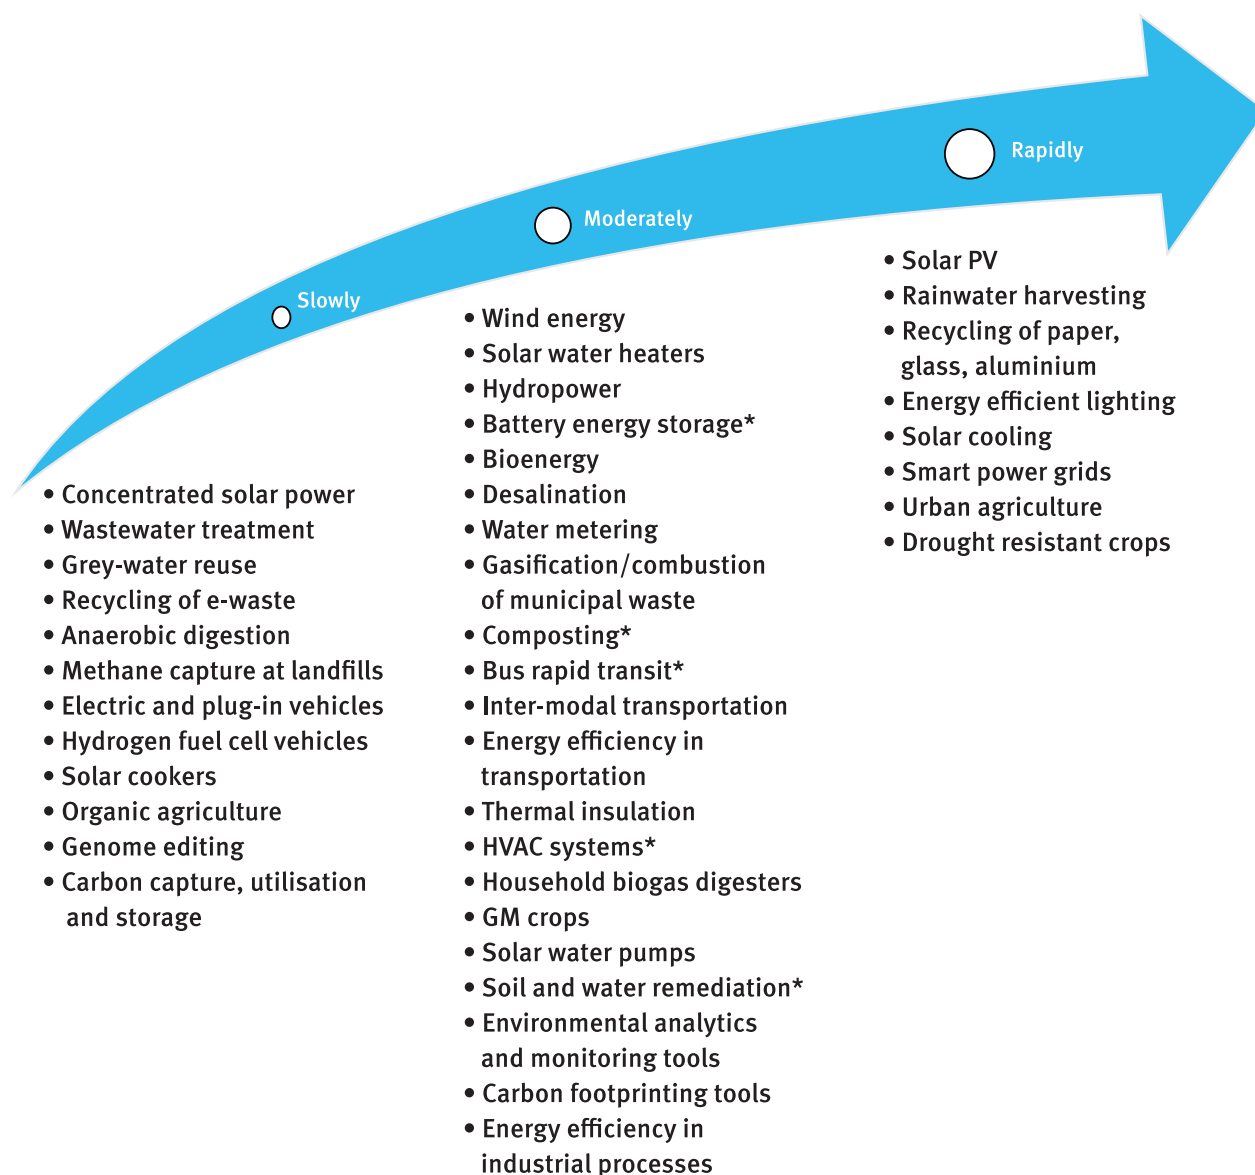 Slowly
• Concentrated solar power
• Wastewater treatment
• Grey-water reuse
• Recycling of e-waste
• Anaerobic digestion
• Methane capture at landfills
• Electric and plug-in vehicles
• Hydrogen fuel cell vehicles
• Solar cookers
• Organic agriculture
• Genome editing
• Carbon capture, utilisation
and storage
Moderately
• Wind energy
• Solar water heaters
• Hydropower
• Battery energy storage*
• Bioenergy
• Desalination
• Water metering
• Gasification/combustion
of municipal waste
• Composting*
• Bus rapid transit*
• Inter-modal transportation
• Energy efficiency in
transportation
• Thermal insulation
• HVAC systems*
• Household biogas digesters
• GM crops
• Solar water pumps
• Soil and water remediation*
• Environmental analytics
and monitoring tools
• Carbon footprinting tools
• Energy efficiency in
industrial processes
Rapidly
• Solar PV
• Rainwater harvesting
• Recycling of paper,
glass, aluminium
• Energy efficient lighting
• Solar cooling
• Smart power grids
• Urban agriculture
• Drought resistant crops